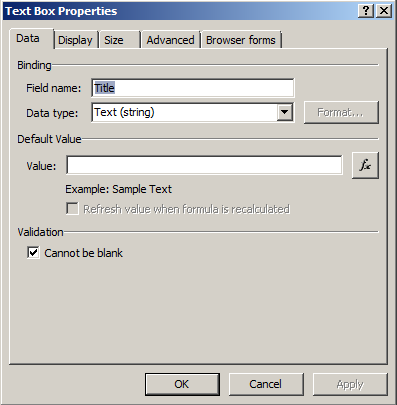 Text Box Properties
Data Display Size Advanced Browser forms
Binding
Field name: Title
Data type: Text (string) Format...
Default Value
Value: fx
Example: Sample Text
Refresh value when formula is recalculated
Validation
Cannot be blank
OK Cancel Apply